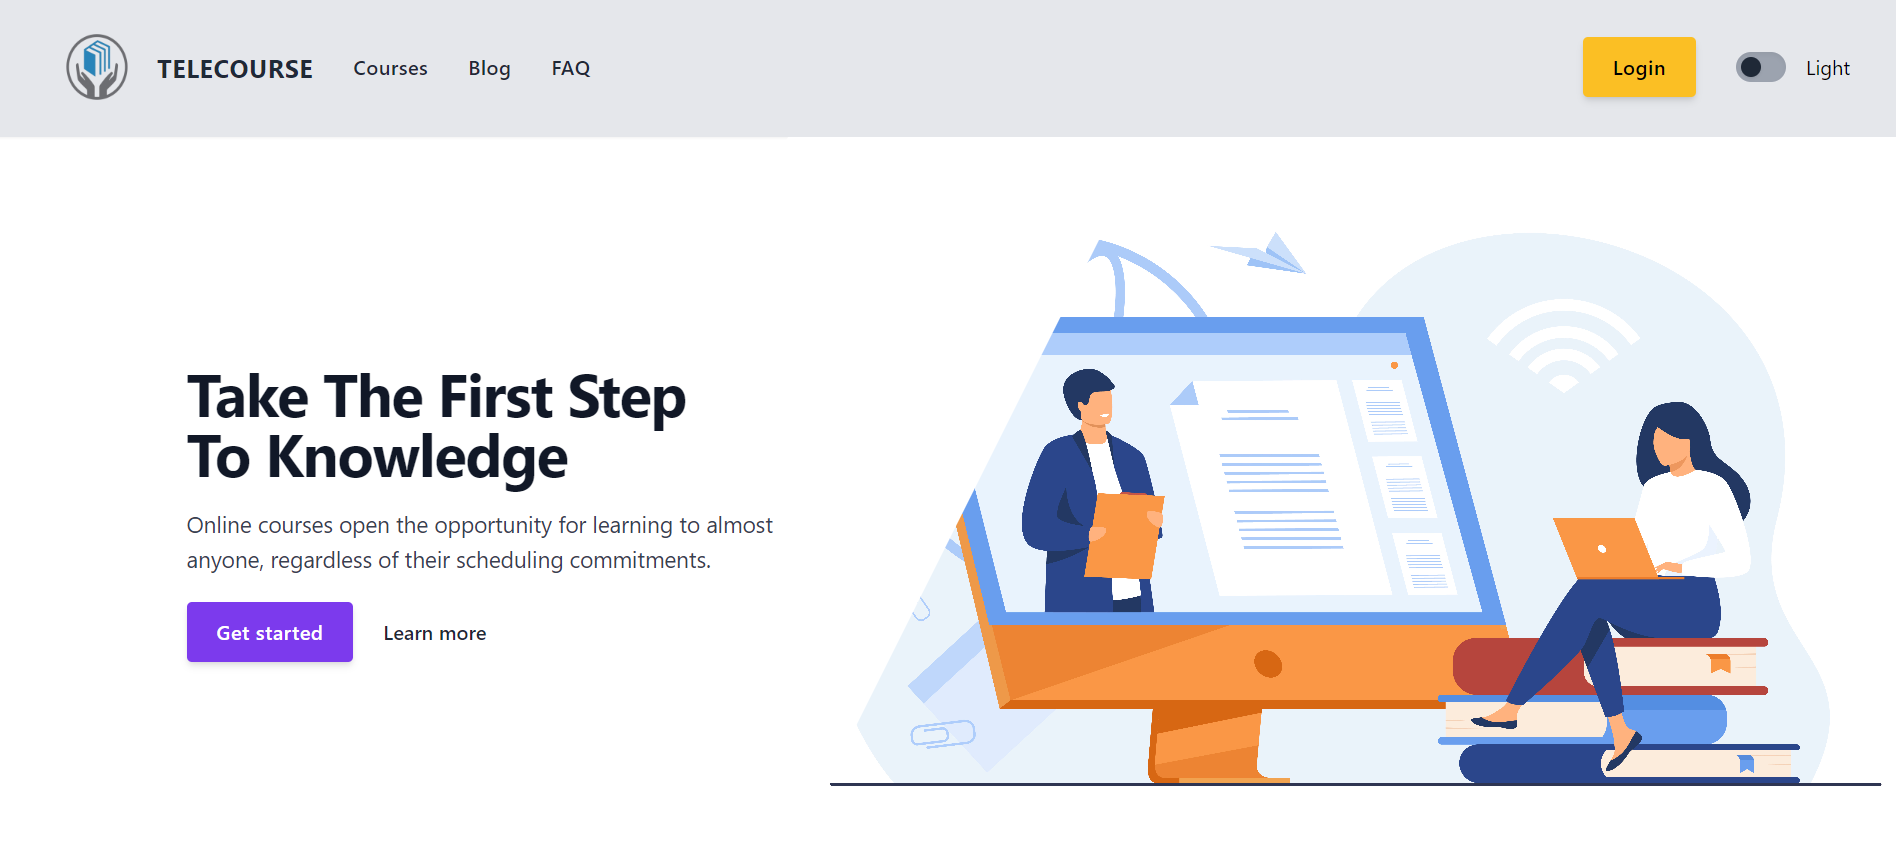 TELECOURSE Courses Blog FAQ Login Light
Take The First Step
To Knowledge
Online courses open the opportunity for learning to almost
anyone, regardless of their scheduling commitments.
Get started Learn more